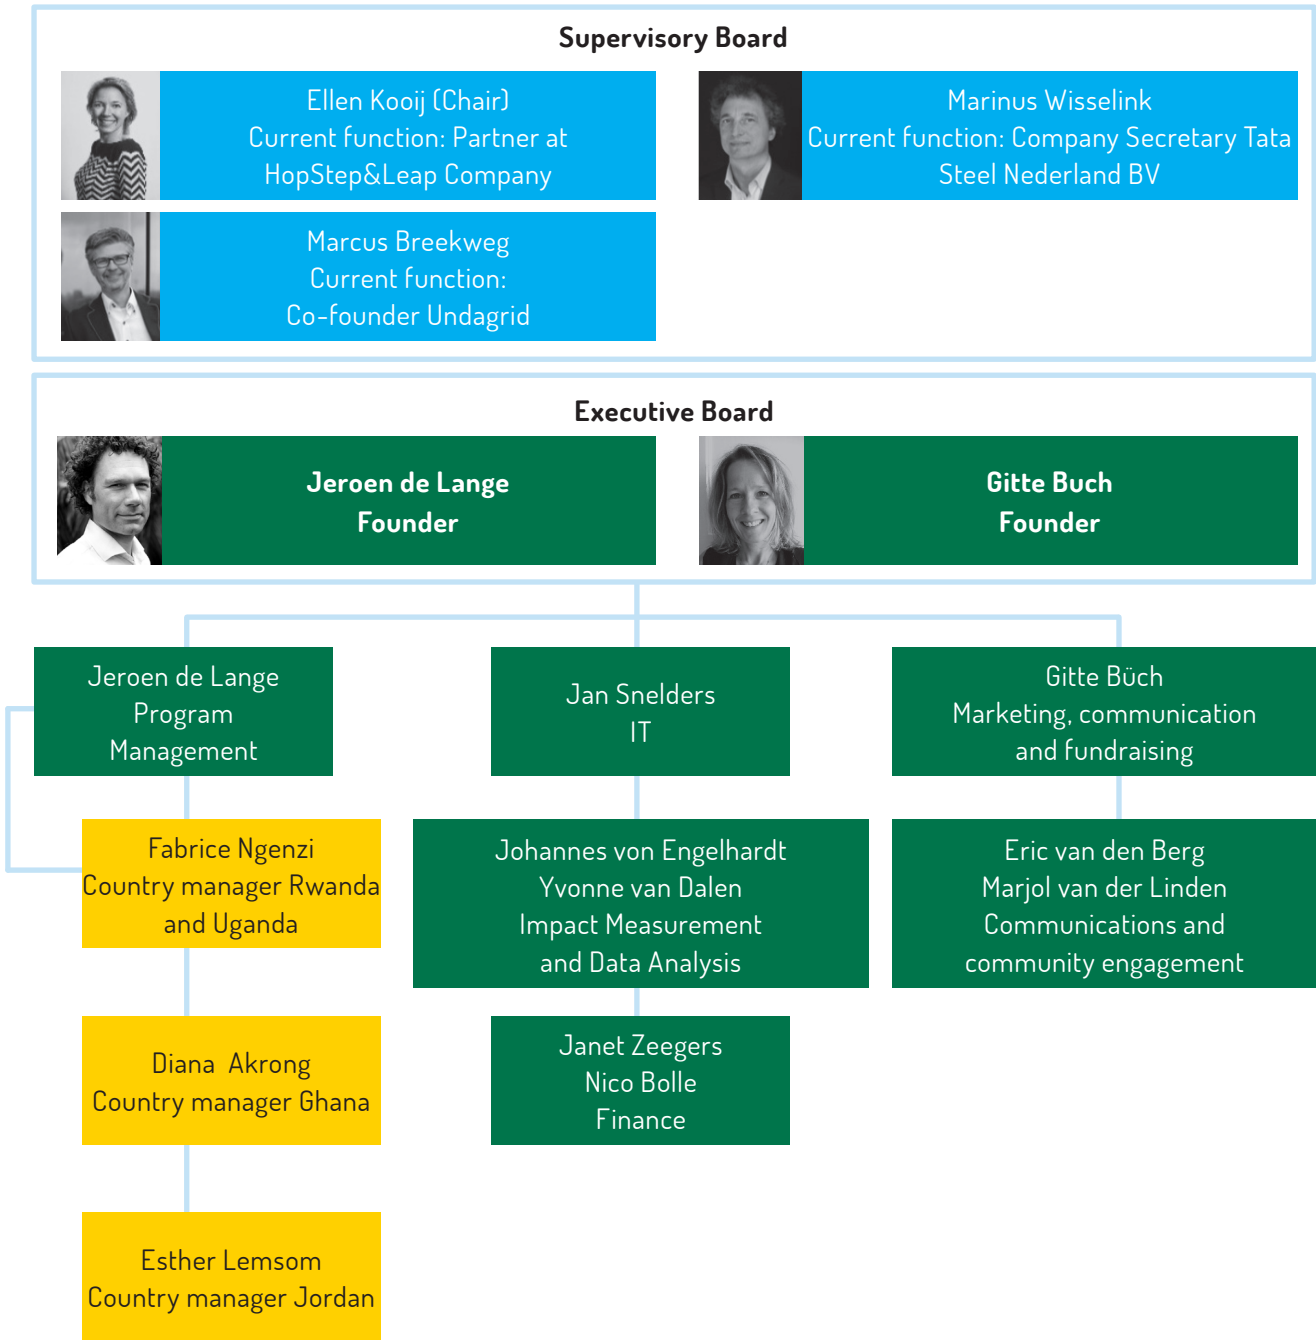 Supervisory Board
Ellen Kooij (Chair)
Current function: Partner at
HopStep&Leap Company
Marinus Wisselink
Current function: Company Secretary Tata
Steel Nederland BV
Marcus Breekweg
Current function:
Co-founder Undagrid
Executive Board
Jeroen de Lange
Founder
Gitte Buch
Founder
Jeroen de Lange
Program
Management
Jan Snelders
IT
Gitte Büch
Marketing, communication
and fundraising
Fabrice Ngenzi
Country manager Rwanda
and Uganda
Johannes von Engelhardt
Yvonne van Dalen
Impact Measurement
and Data Analysis
Eric van den Berg
Marjol van der Linden
Communications and
community engagement
Diana  Akrong
Country manager Ghana
Janet Zeegers
Nico Bolle
Finance
Esther Lemsom
Country manager Jordan